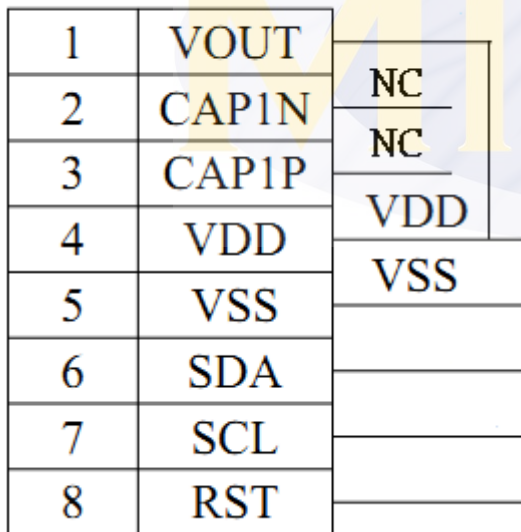 1 VOUT
2 CAP1N NC
3 CAP1P NC
4 VDD VDD
5 VSS VSS
6 SDA
7 SCL
8 RST